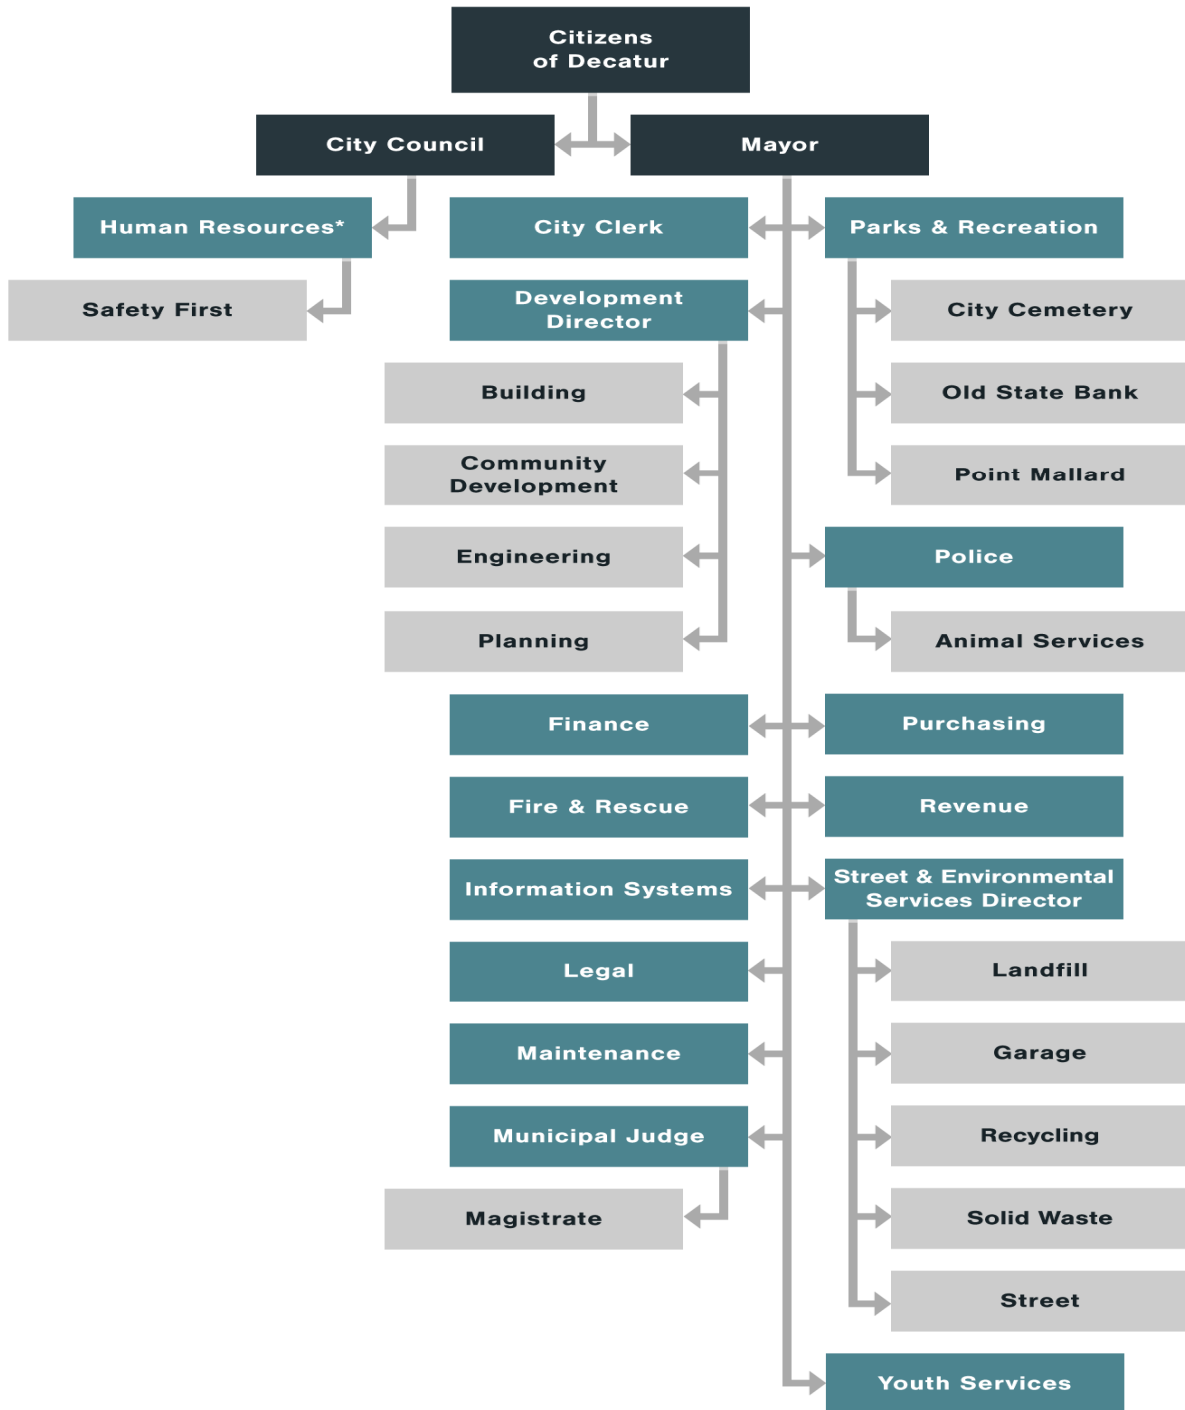 Citizens
of Decatur
City Council
Mayor
Human Resources*
City Clerk
Parks & Recreation
Safety First
Development
Director
City Cemetery
Building
Old State Bank
Community
Development
Point Mallard
Engineering
Police
Planning
Animal Services
Finance
Purchasing
Fire & Rescue
Revenue
Information Systems
Street & Environmental
Services Director
Legal
Landfill
Maintenance
Garage
Municipal Judge
Recycling
Magistrate
Solid Waste
Street
Youth Services